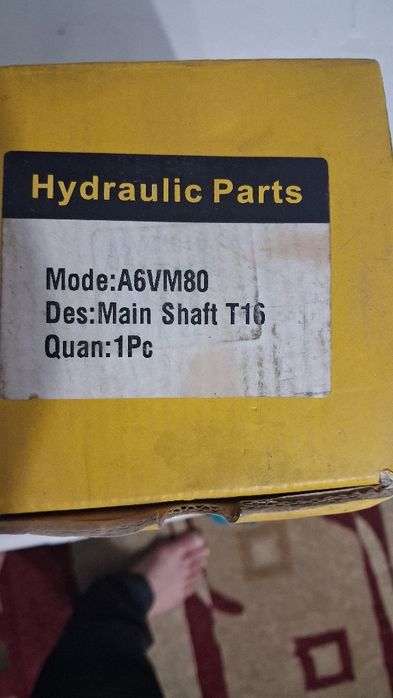 Hydraulic Parts
Mode:A6VM80
Des:Main Shaft T16
Quan:1Pc